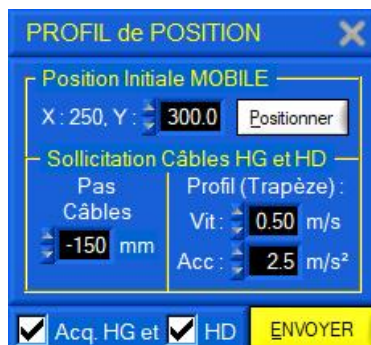 PROFIL de POSITION
Position Initiale MOBILE
X : 250, Y : 300.0 Positionner
Sollicitation Câbles HG et HD
Pas Câbles
-150 mm
Profil (Trapèze) :
Vit : 0.50 m/s
Acc : 2.5 m/s²
Acq. HG et HD ENVOYER